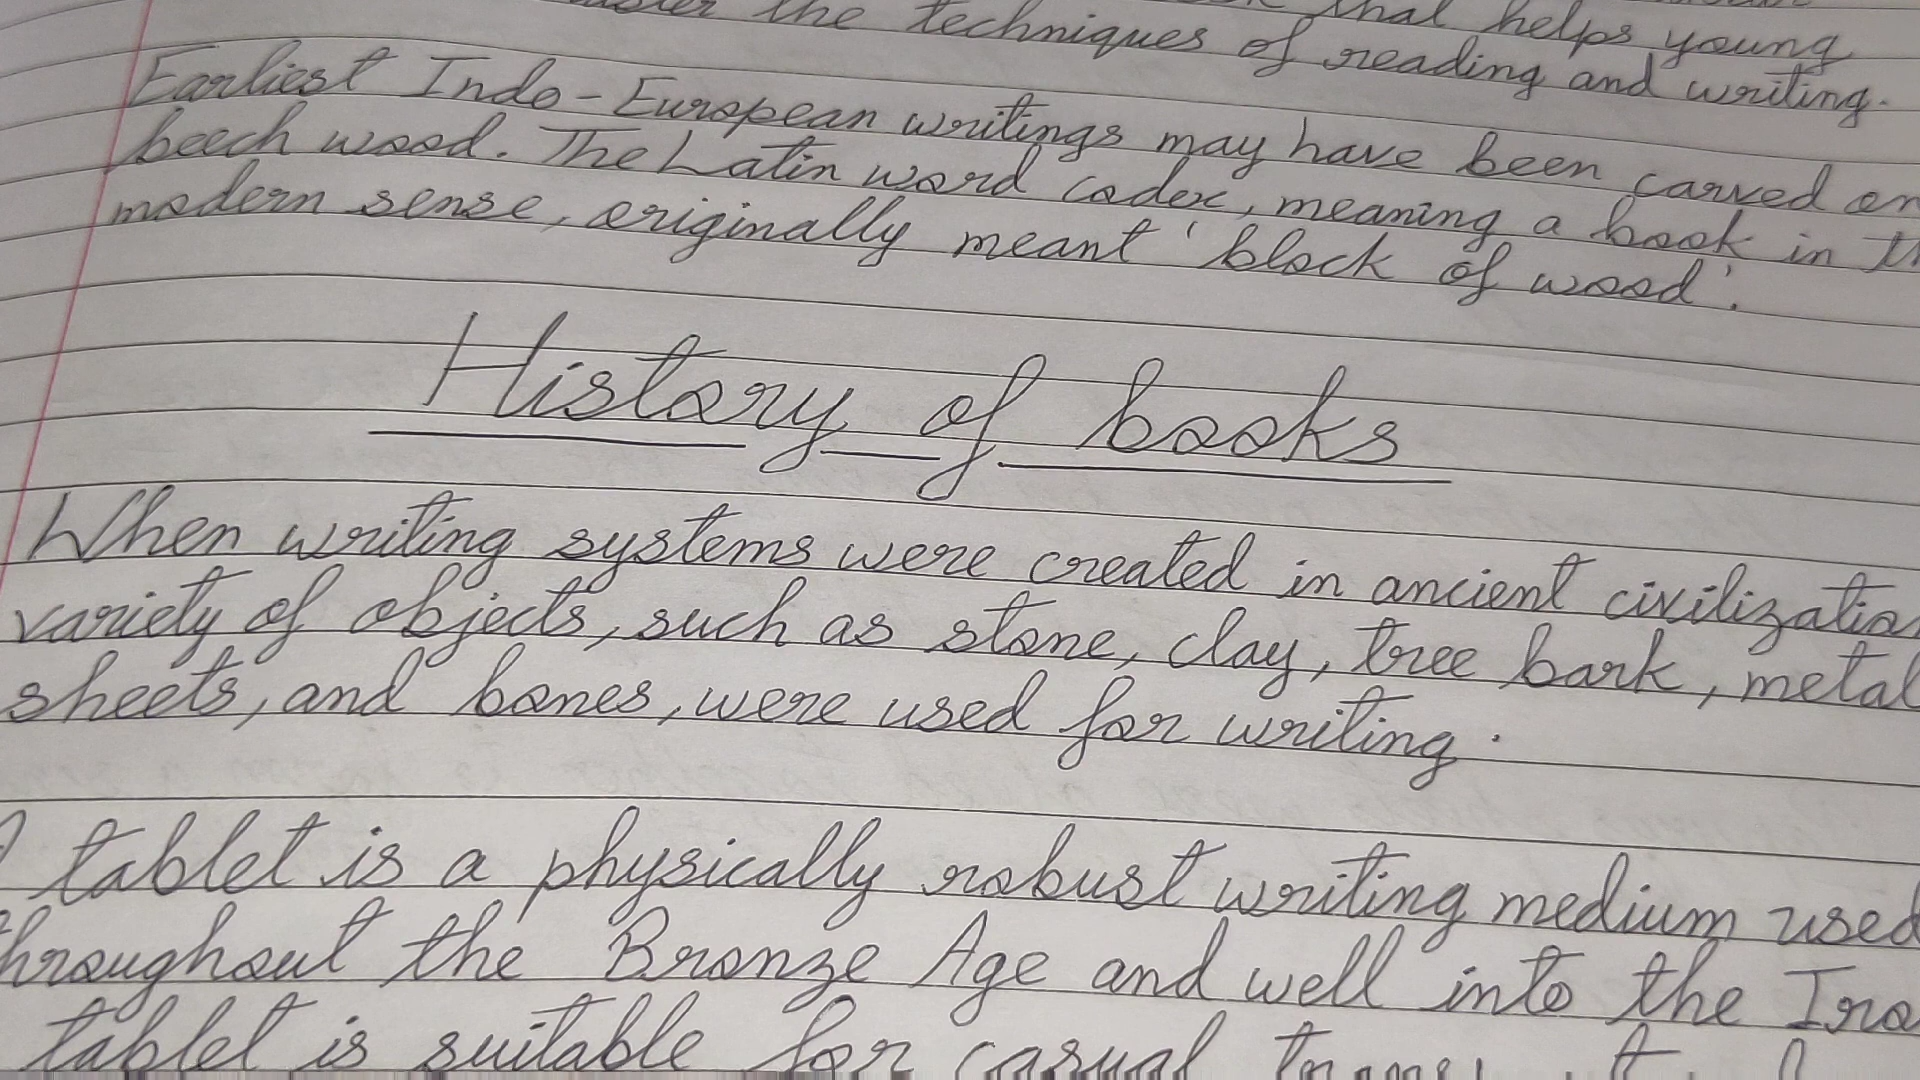 the techniques of reading and writing.
that helps young
Earliest Indo-European writings may have been carved on
beech wood. The Latin word codex, meaning a book in
modern sense, originally meant 'block of wood'.
History of books
When writing systems were created in ancient
variety of objects, such as stone, clay, tree bark, metal
sheets, and bones, were used for writing.
tablet is a physically robust writing medium used
throughout the Bronze Age and well into the
tablet is suitable for casual